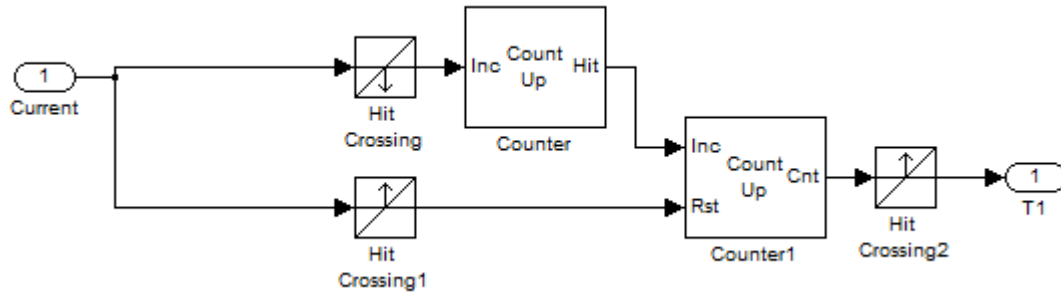 1
Current
Hit
Crossing
Inc
Count
Up
Hit
Counter
Hit
Crossing1
Inc
Rst
Count
Up
Cnt
Counter1
Hit
Crossing2
1
T1